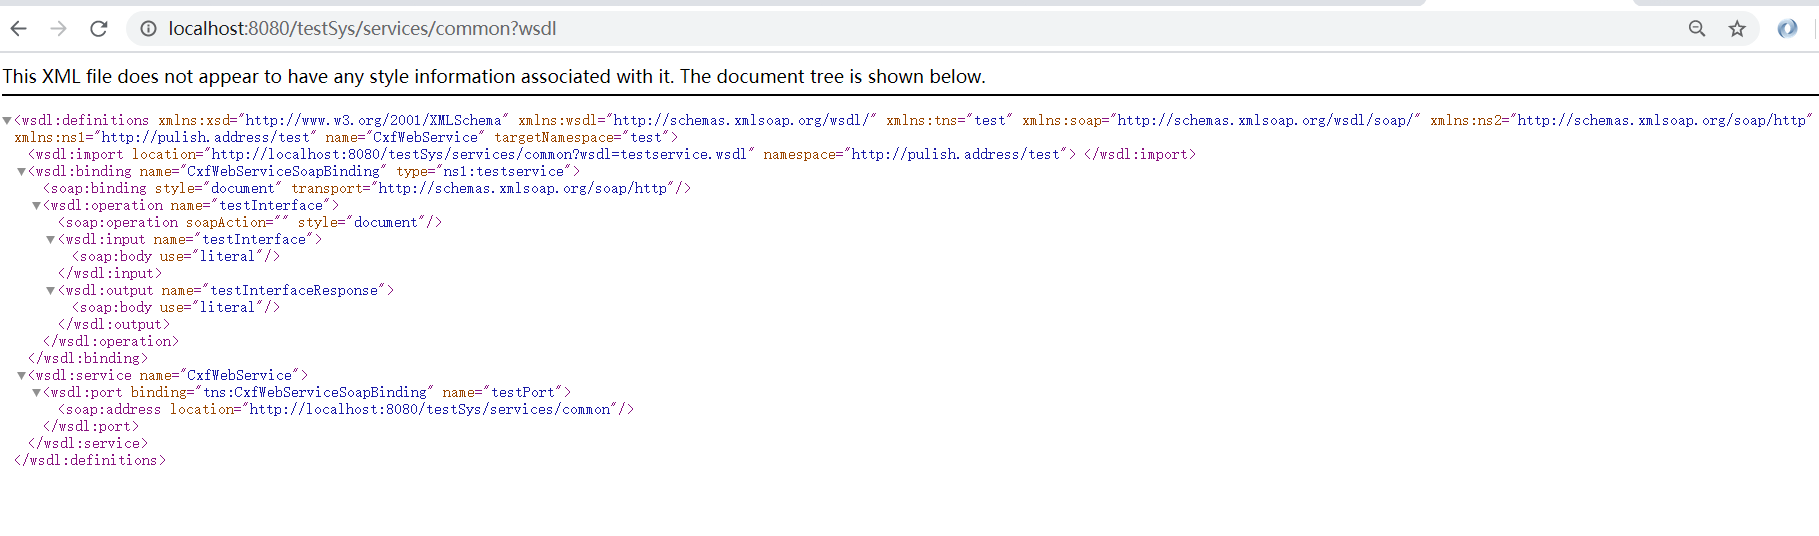 localhost:8080/testSys/services/common?wsdl
This XML file does not appear to have any style information associated with it. The document tree is shown below.
▼<wsdl:definitions xmlns:xsd="http://www.w3.org/2001/XMLSchema" xmlns:wsdl="http://schemas.xmlsoap.org/wsdl/" xmlns:tns="test" xmlns:soap="http://schemas.xmlsoap.org/wsdl/soap/" xmlns:ns2="http://schemas.xmlsoap.org/soap/http"
xmlns:ns1="http://pulish.address/test" name="CxfWebService" targetNamespace="test">
<wsdl:import location="http://localhost:8080/testSys/services/common?wsdl=testservice.wsdl" namespace="http://pulish.address/test"> </wsdl:import>
▼<wsdl:binding name="CxfWebServiceSoapBinding" type="ns1:testservice">
<soap:binding style="document" transport="http://schemas.xmlsoap.org/soap/http"/>
▼<wsdl:operation name="testInterface">
<soap:operation soapAction="" style="document"/>
▼<wsdl:input name="testInterface">
<soap:body use="literal"/>
</wsdl:input>
▼<wsdl:output name="testInterfaceResponse">
<soap:body use="literal"/>
</wsdl:output>
</wsdl:operation>
</wsdl:binding>
▼<wsdl:service name="CxfWebService">
▼<wsdl:port binding="tns:CxfWebServiceSoapBinding" name="testPort">
<soap:address location="http://localhost:8080/testSys/services/common"/>
</wsdl:port>
</wsdl:service>
</wsdl:definitions>